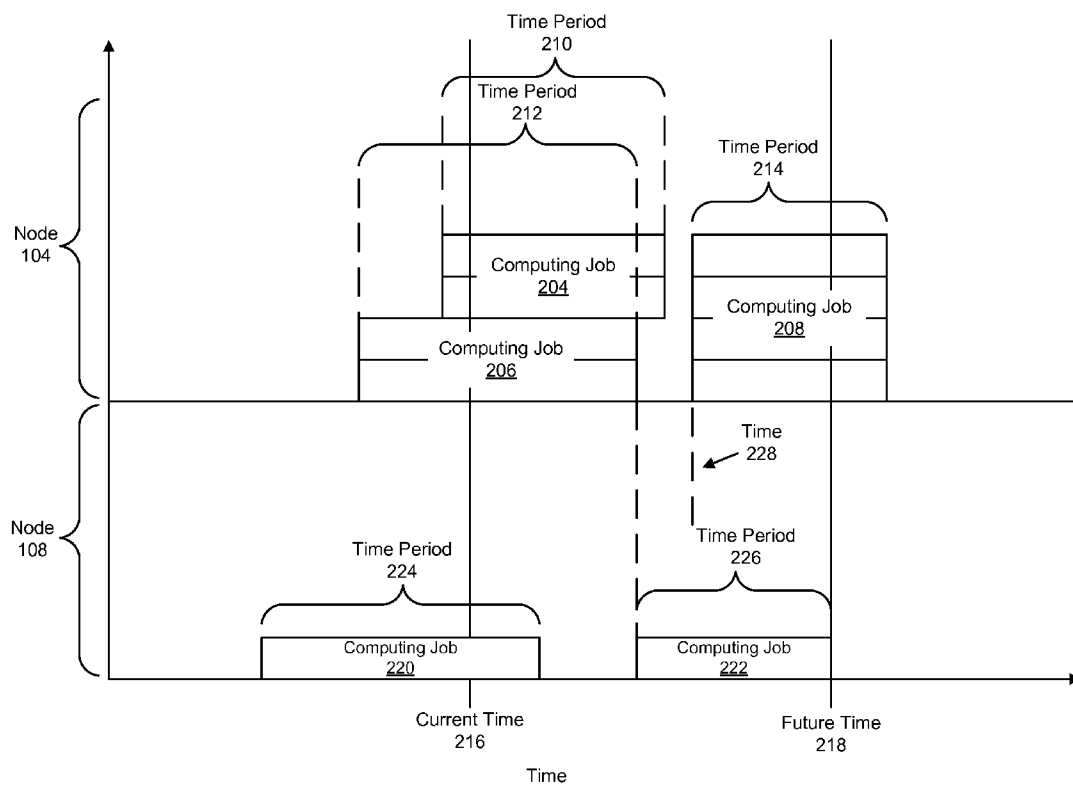 Time Period
210
Time Period
212
Time Period
214
Node
104
Computing Job
204
Computing Job
208
Computing Job
206
Time
228
Node
108
Time Period
224
Time Period
226
Computing Job
220
Computing Job
222
Current Time
216
Future Time
218
Time